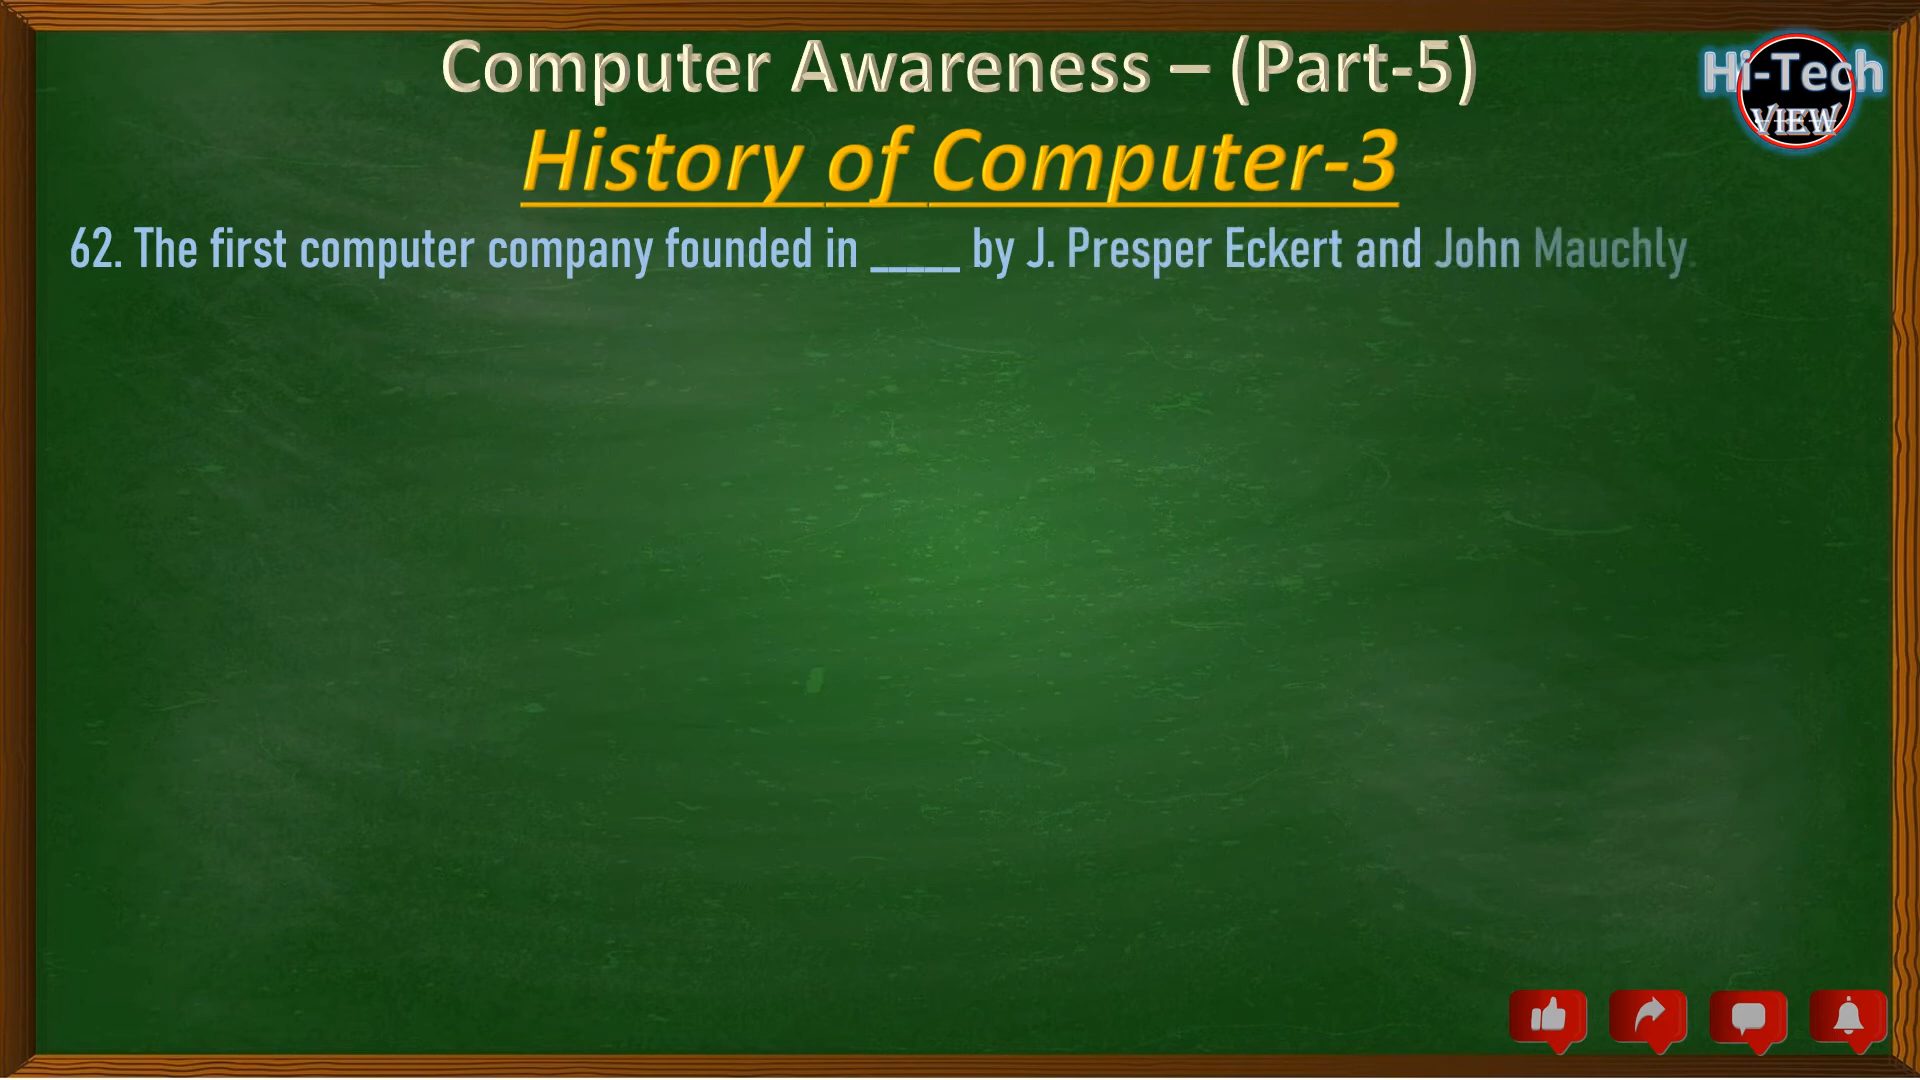 Computer Awareness – (Part-5)
Hi-Tech
VIEW
History of Computer-3
62. The first computer company founded in _____ by J. Presper Eckert and John Mauchly.